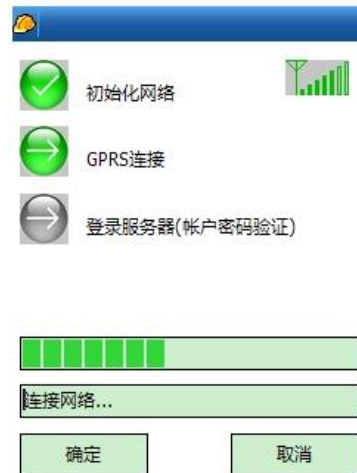 初始化网络
GPRS连接
登录服务器(帐户密码验证)
连接网络...
确定
取消